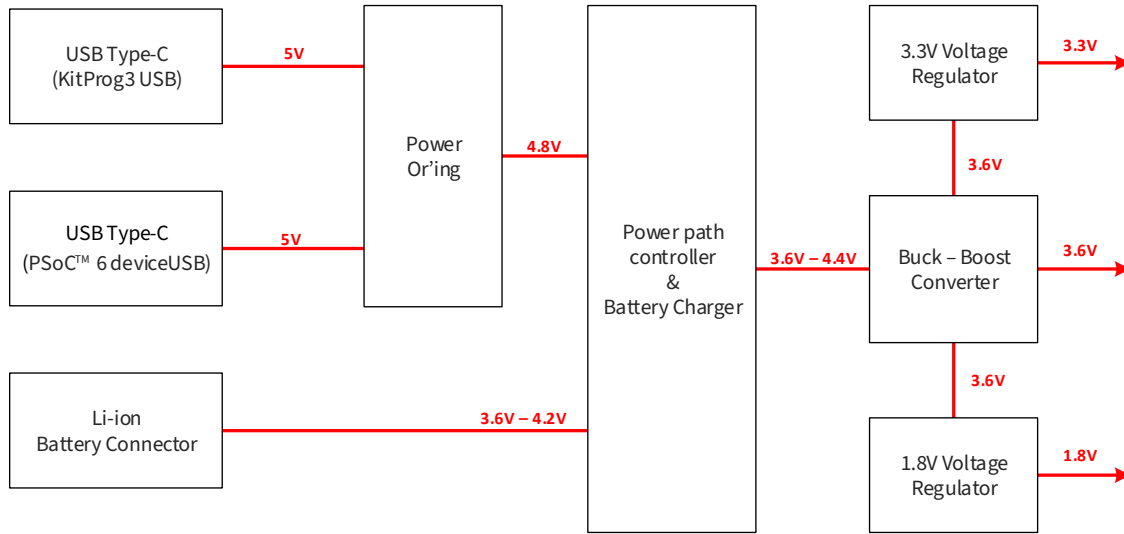 USB Type-C
(KitProg3 USB)
5V
Power
Or’ing
4.8V
USB Type-C
(PSoC™ 6 deviceUSB)
5V
Li-ion
Battery Connector
3.6V – 4.2V
Power path
controller
&
Battery Charger
3.6V – 4.4V
3.3V Voltage
Regulator
3.3V
3.6V
Buck – Boost
Converter
3.6V
3.6V
1.8V Voltage
Regulator
1.8V